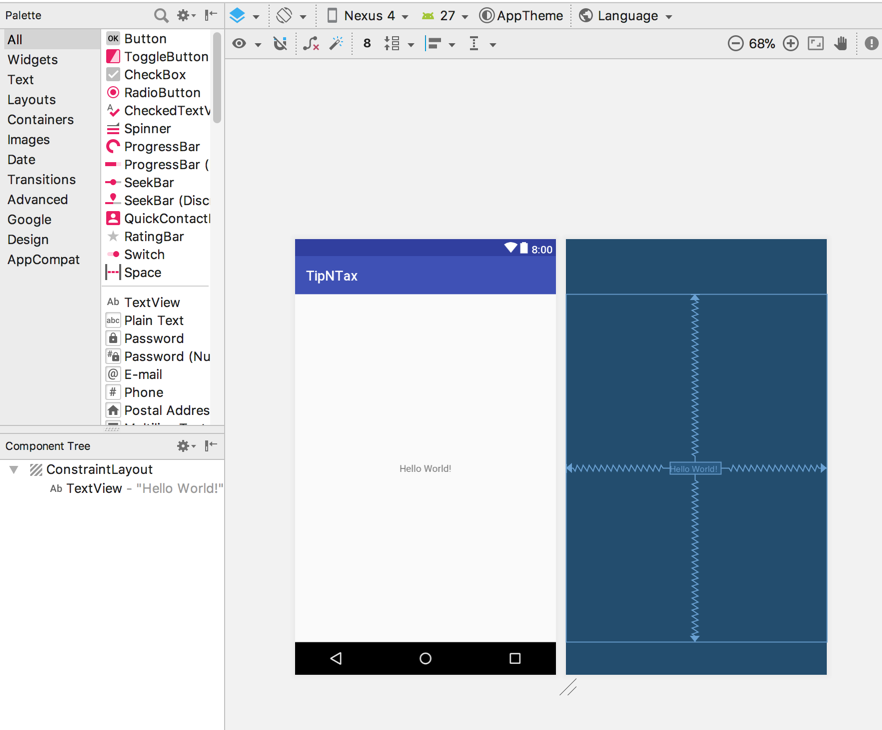 Palette
Nexus 4
27
AppTheme
Language
8
68%
All
Widgets
Text
Layouts
Containers
Images
Date
Transitions
Advanced
Google
Design
AppCompat
OK Button
ToggleButton
CheckBox
RadioButton
A CheckedTextV
Spinner
ProgressBar
ProgressBar (
SeekBar
SeekBar (Disc
QuickContactI
RatingBar
Switch
Space
Ab TextView
abc Plain Text
Password
# Password (Nu
@ E-mail
# Phone
Postal Addres
Component Tree
ConstraintLayout
Ab TextView - "Hello World!"
8:00
TipNTax
Hello World!
Hello World!